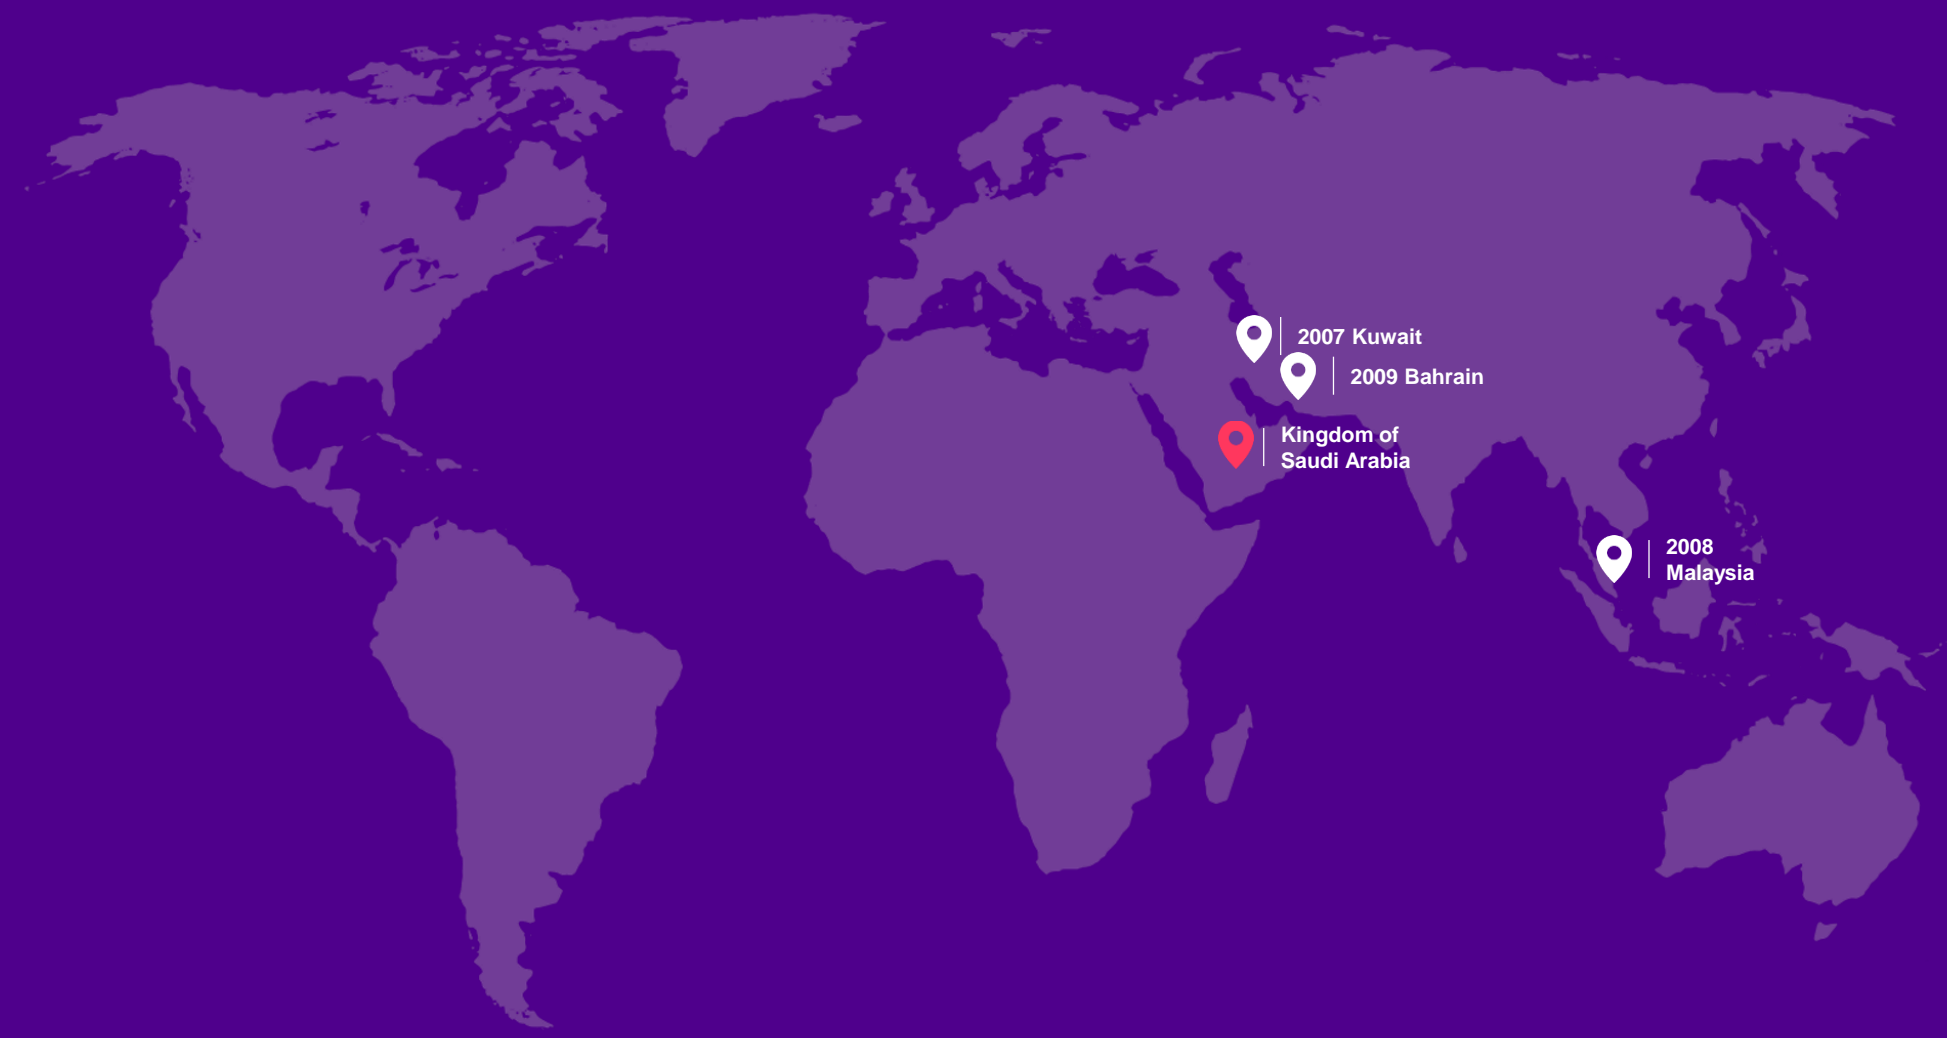 2007 Kuwait
2009 Bahrain
Kingdom of
Saudi Arabia
2008
Malaysia